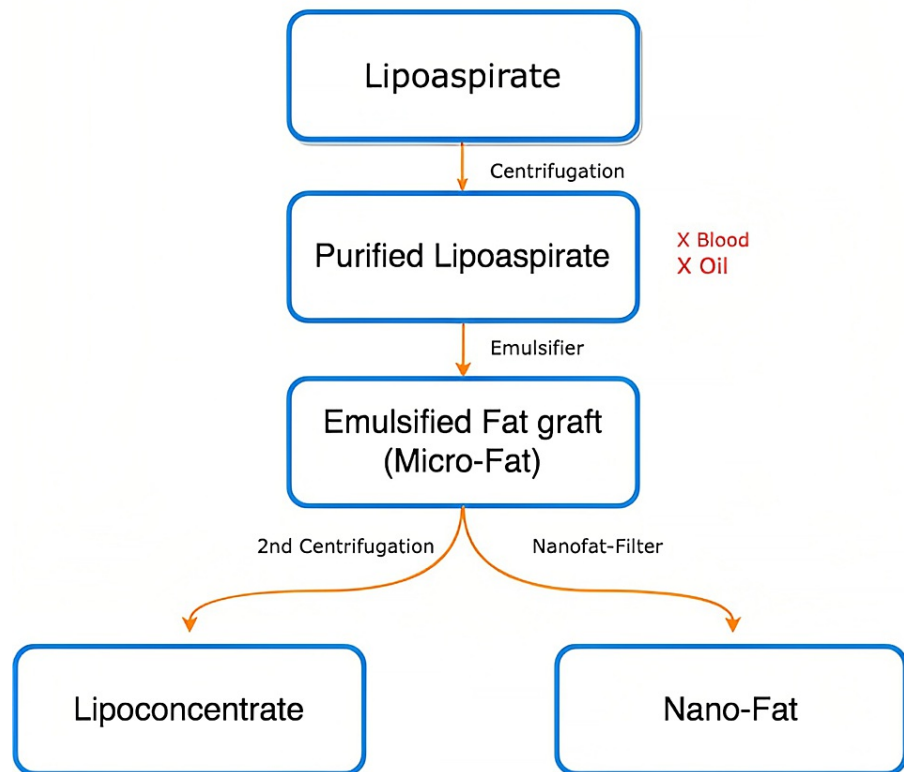 Lipoaspirate
Centrifugation
Purified Lipoaspirate
X Blood
X Oil
Emulsifier
Emulsified Fat graft
(Micro-Fat)
2nd Centrifugation
Nanofat-Filter
Lipoconcentrate
Nano-Fat